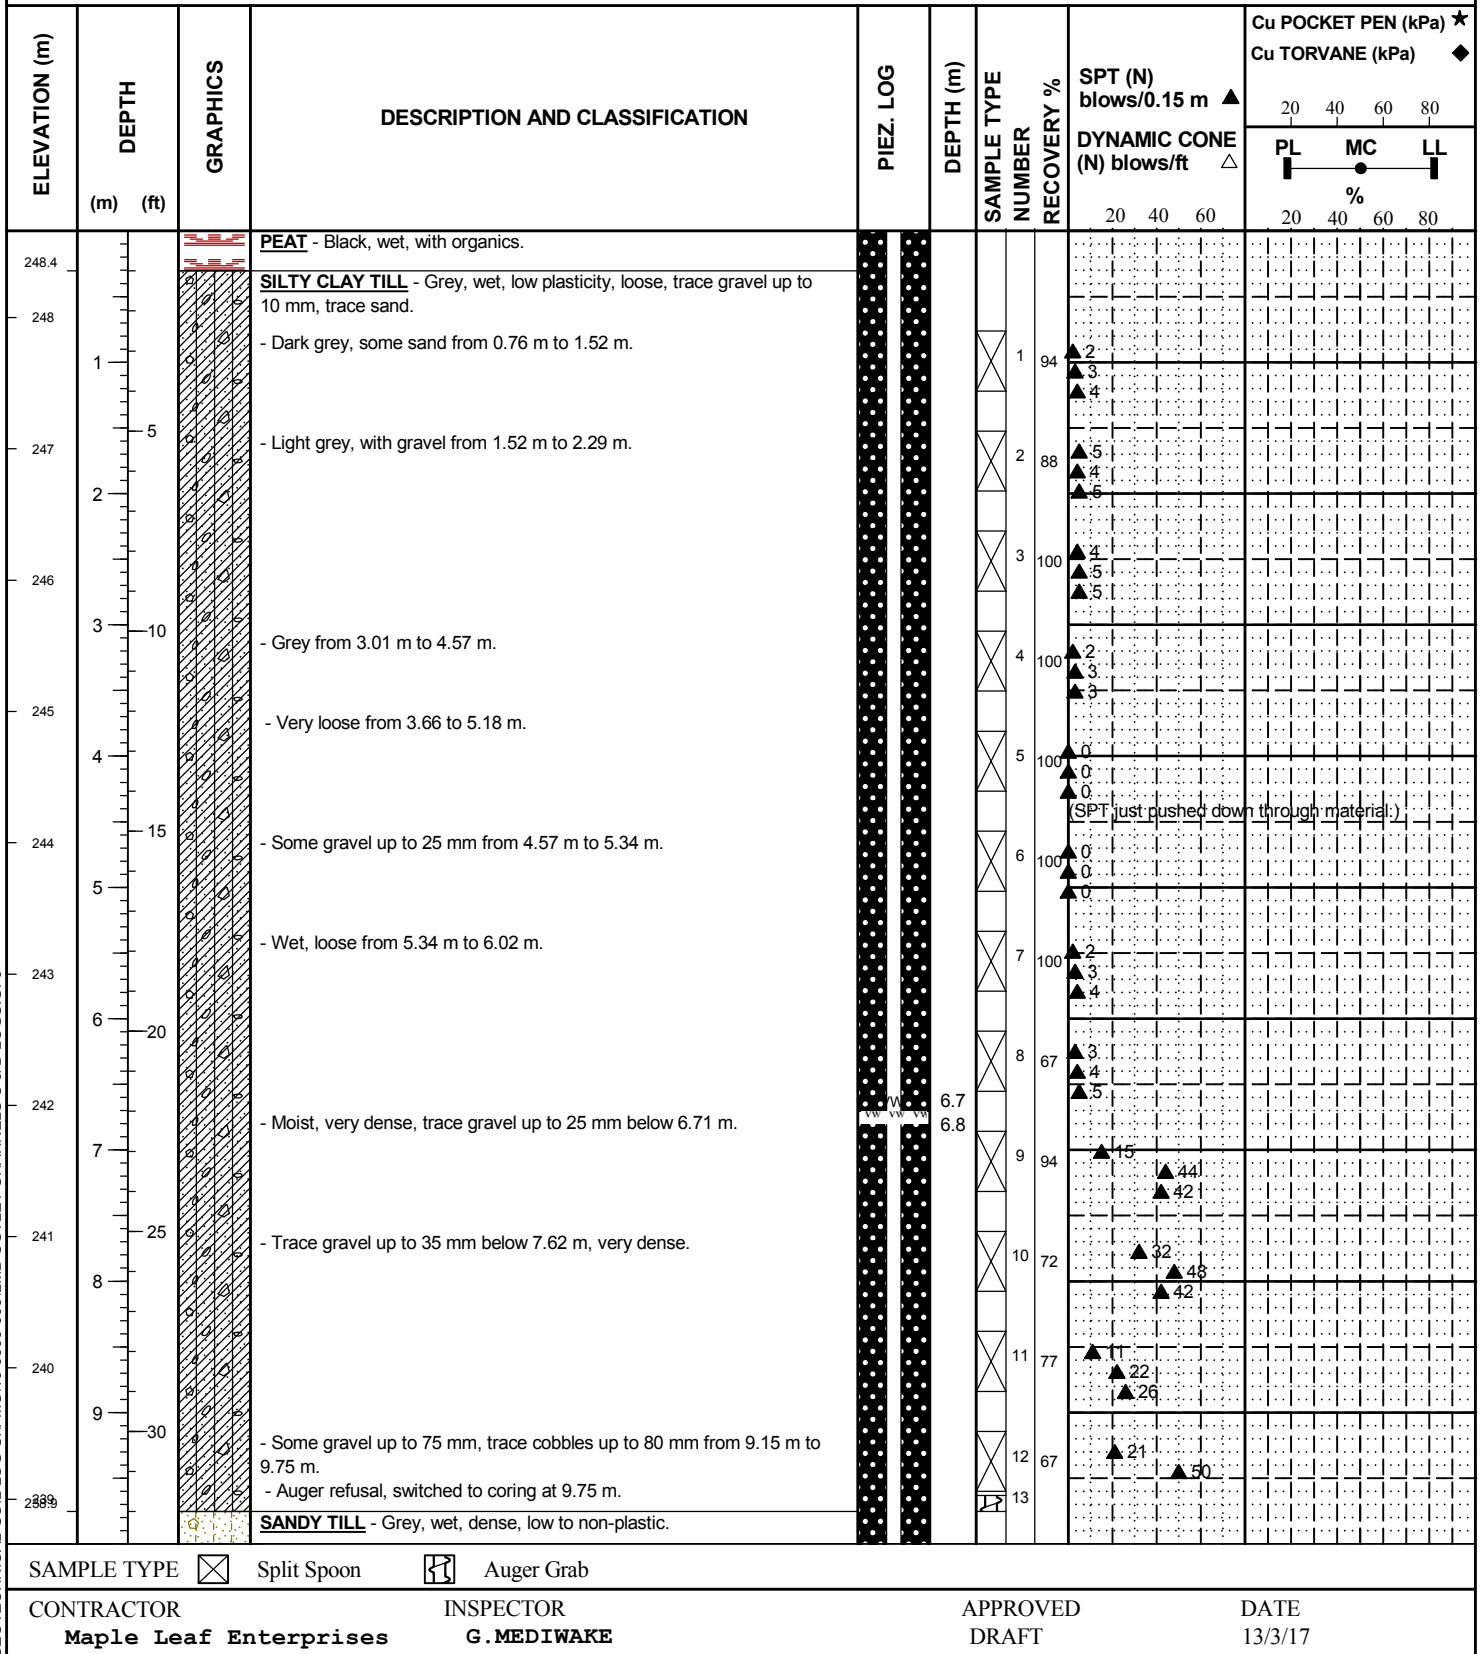 ELEVATION (m)
DEPTH
(m) (ft)
GRAPHICS
DESCRIPTION AND CLASSIFICATION
PIEZ. LOG
DEPTH (m)
SAMPLE TYPE
NUMBER
RECOVERY %
SPT (N)
blows/0.15 m
DYNAMIC CONE
(N) blows/ft
20 40 60
Cu POCKET PEN (kPa)
Cu TORVANE (kPa)
20 40 60 80
PL MC LL
%
20 40 60 80
PEAT - Black, wet, with organics.
248.4
SILTY CLAY TILL - Grey, wet, low plasticity, loose, trace gravel up to
10 mm, trace sand.
248
- Dark grey, some sand from 0.76 m to 1.52 m.
1
1 94
2
3
4
5
- Light grey, with gravel from 1.52 m to 2.29 m.
247
2 88
5
4
5
2
3 100
4
5
5
246
3
10
- Grey from 3.01 m to 4.57 m.
4 100
2
3
3
245
- Very loose from 3.66 to 5.18 m.
4
5 100
0
0
0
(SPT just pushed down through material.)
15
244
- Some gravel up to 25 mm from 4.57 m to 5.34 m.
6 100
0
0
0
5
- Wet, loose from 5.34 m to 6.02 m.
7 100
2
3
4
243
6
20
8 67
3
4
5
242
6.7
6.8
vw vw vw
- Moist, very dense, trace gravel up to 25 mm below 6.71 m.
7
9 94
15
44
42
25
241
- Trace gravel up to 35 mm below 7.62 m, very dense.
10 72
32
48
42
8
11 77
11
22
26
240
9
30
- Some gravel up to 75 mm, trace cobbles up to 80 mm from 9.15 m to
9.75 m.
12 67
21
50
- Auger refusal, switched to coring at 9.75 m.
13
239
238.9
SANDY TILL - Grey, wet, dense, low to non-plastic.
SAMPLE TYPE Split Spoon Auger Grab
CONTRACTOR INSPECTOR APPROVED DATE
Maple Leaf Enterprises G.MEDIWAKE DRAFT 13/3/17